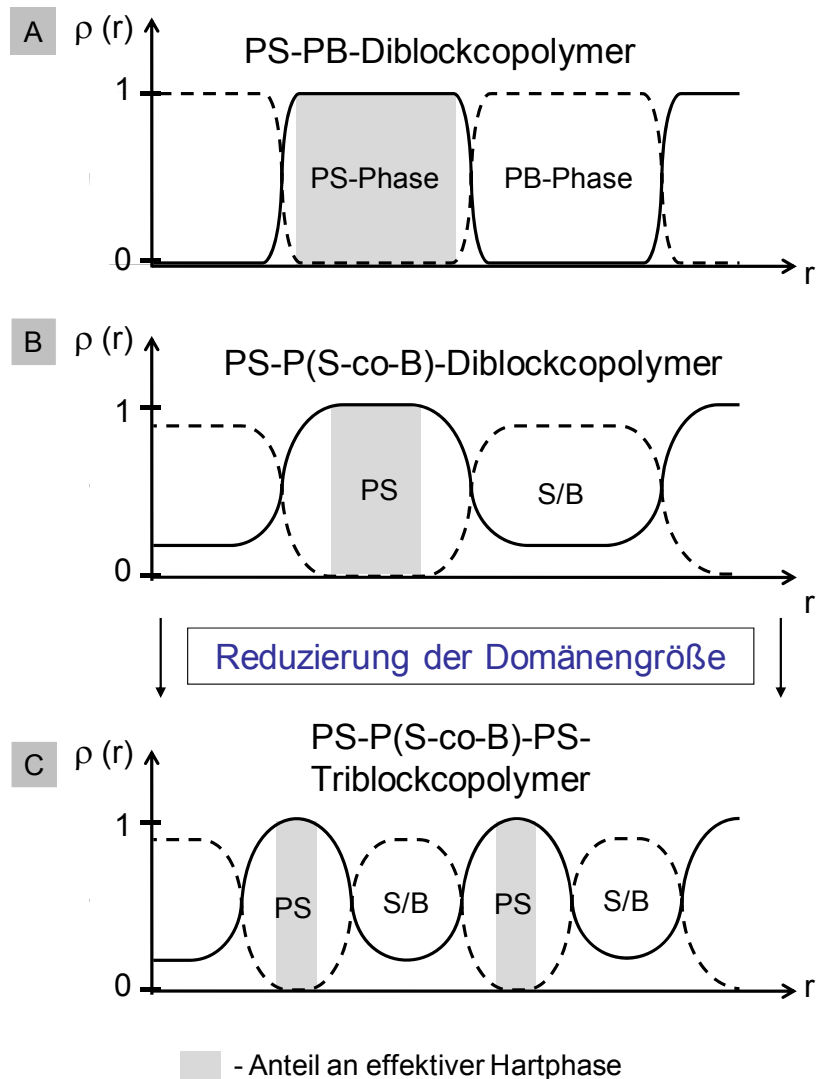 A
ρ (r)
PS-PB-Diblockcopolymer
1
PS-Phase
PB-Phase
0
r
B
ρ (r)
PS-P(S-co-B)-Diblockcopolymer
1
PS
S/B
0
r
Reduzierung der Domänengröße
C
ρ (r)
PS-P(S-co-B)-PS-
Triblockcopolymer
1
PS
S/B
PS
S/B
0
r
- Anteil an effektiver Hartphase